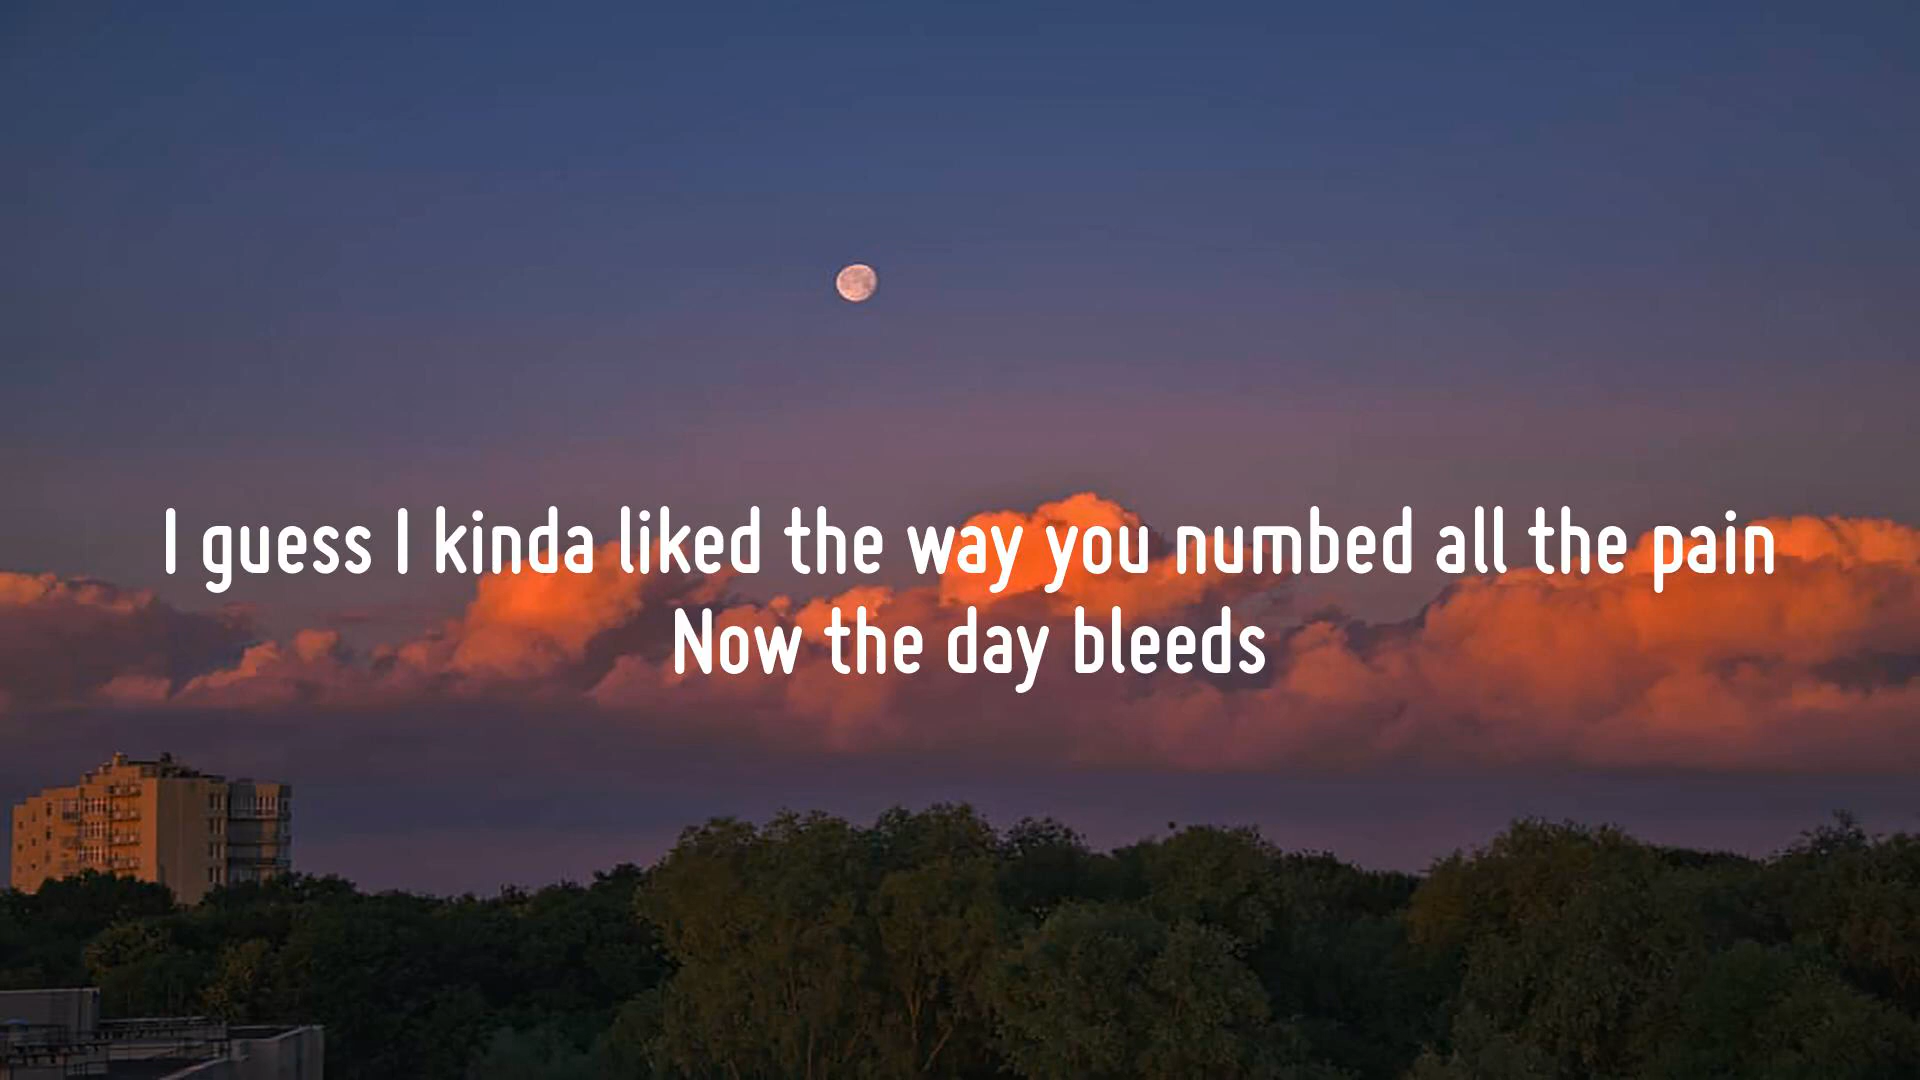 I guess I kinda liked the way you numbed all the pain
Now the day bleeds